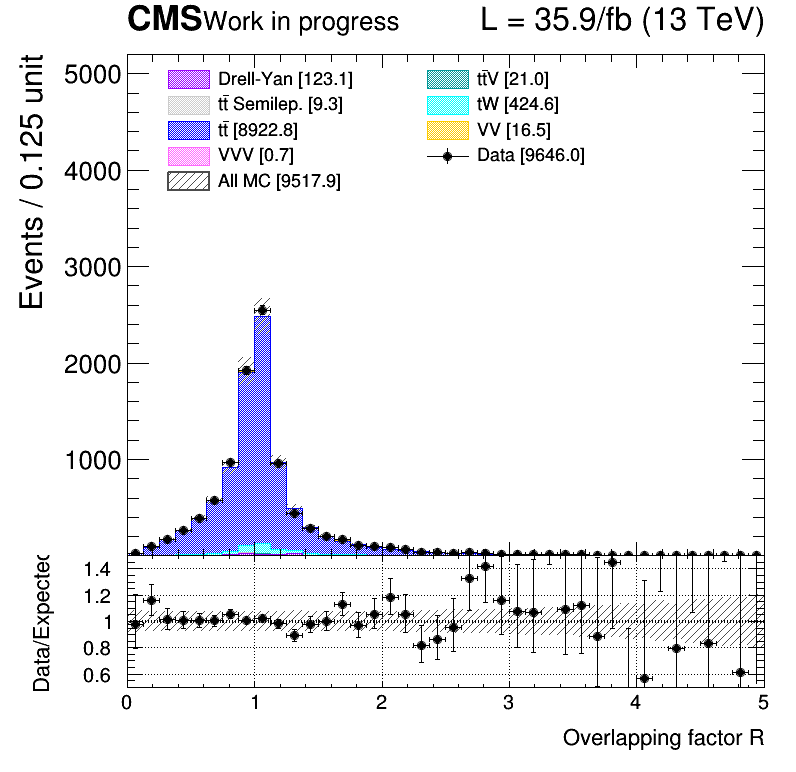 CMS Work in progress L = 35.9/fb (13 TeV)
Events / 0.125 unit
5000
4000
3000
2000
1000
Drell-Yan [123.1]
tt̄ Semilep. [9.3]
tt̄ [8922.8]
VVV [0.7]
All MC [9517.9]
tt̄V [21.0]
tW [424.6]
VV [16.5]
Data [9646.0]
Data/Expected
1.4
1.2
1
0.8
0.6
0 1 2 3 4 5
Overlapping factor R